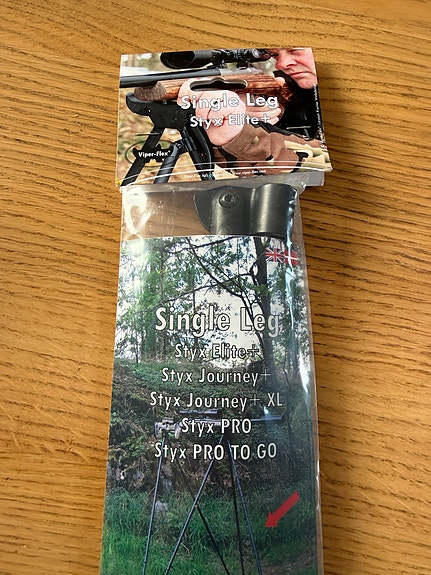 Single Leg
Styx Elite+
Viper-Flex
Single Leg
Styx Elite+
Styx Journey+
Styx Journey+ XL
Styx PRO
Styx PRO TO GO